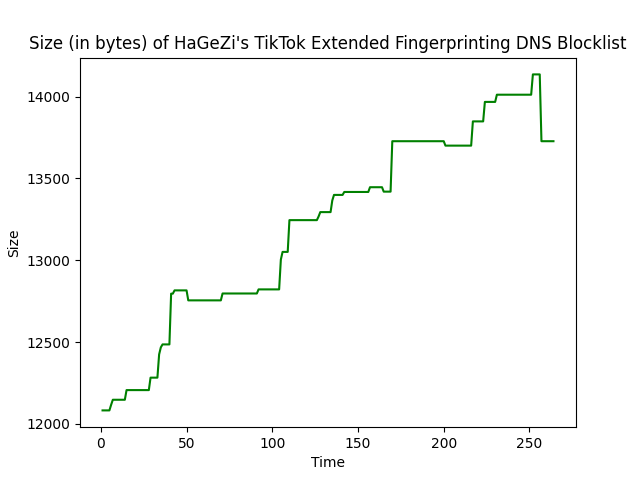 Size (in bytes) of HaGeZi's TikTok Extended Fingerprinting DNS Blocklist
14000
13500
13000
12500
12000
Size
0 50 100 150 200 250
Time